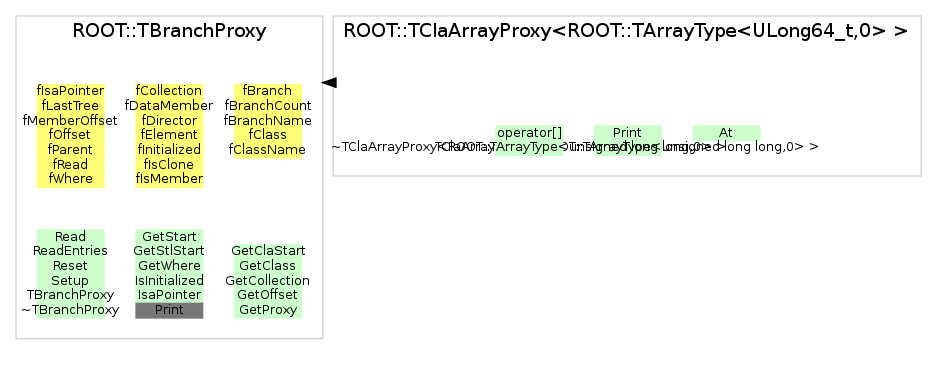 ROOT::TBranchProxy
fIsaPointer
fLastTree
fMemberOffset
fOffset
fParent
fRead
fWhere
fCollection
fDataMember
fDirector
fElement
fInitialized
fIsClone
fIsMember
fBranch
fBranchCount
fBranchName
fClass
fClassName
Read
ReadEntries
Reset
Setup
TBranchProxy
~TBranchProxy
GetStart
GetStlStart
GetWhere
IsInitialized
IsaPointer
Print
GetClaStart
GetClass
GetCollection
GetOffset
GetProxy
ROOT::TClaArrayProxy<ROOT::TArrayType<ULong64_t,0> >
operator[]
Print
At